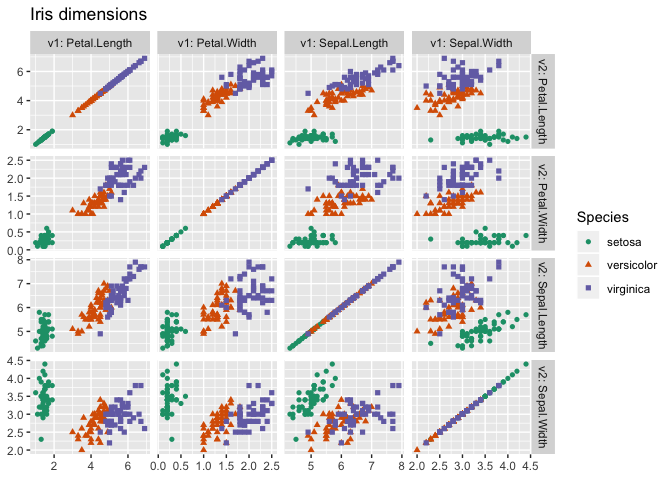 Iris dimensions
v1: Petal.Length v1: Petal.Width v1: Sepal.Length v1: Sepal.Width
6
4
2
v2: Petal.Length
2.5
2.0
1.5
1.0
0.5
0.0
v2: Petal.Width
8
7
6
5
v2: Sepal.Length
4.5
4.0
3.5
3.0
2.5
2.0
v2: Sepal.Width
2 4 6 0.0 0.5 1.0 1.5 2.0 2.5 5 6 7 8 2.0 2.5 3.0 3.5 4.0 4.5
Species
setosa
versicolor
virginica